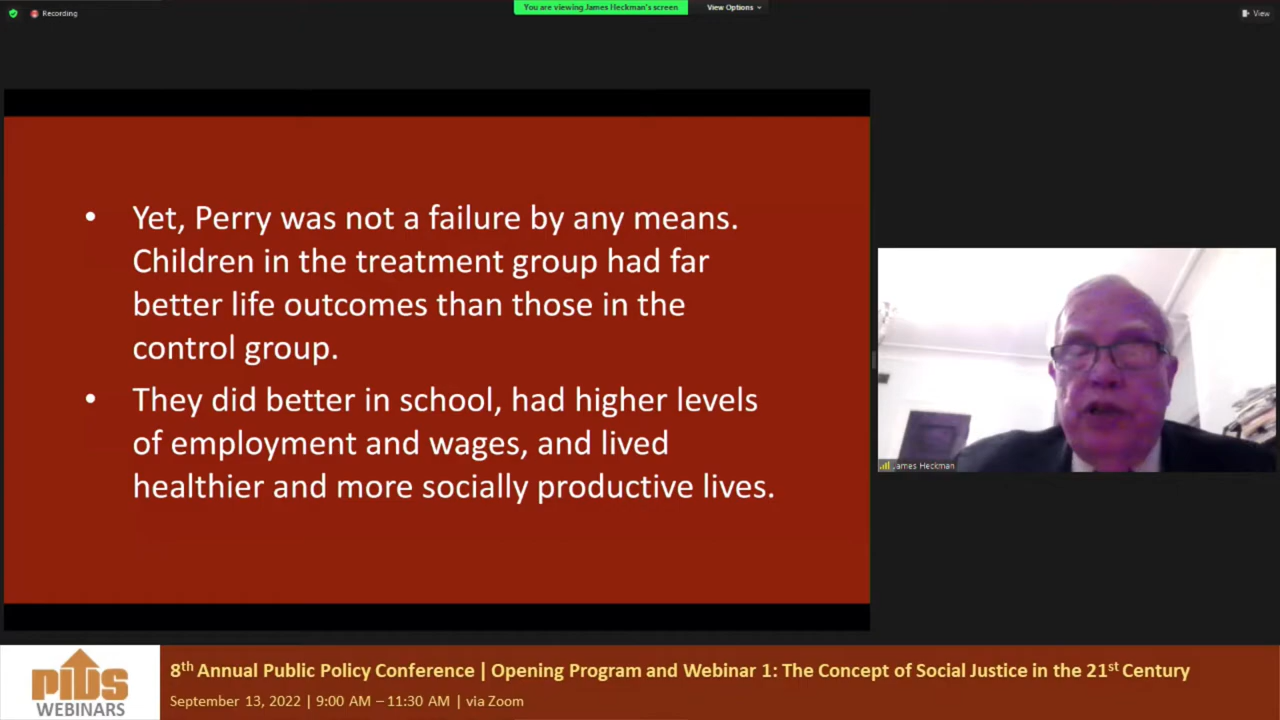 Recording
You are viewing James Heckman's screen
View Options
View
• Yet, Perry was not a failure by any means.
Children in the treatment group had far
better life outcomes than those in the
control group.
• They did better in school, had higher levels
of employment and wages, and lived
healthier and more socially productive lives.
James Heckman
PIDS
WEBINARS
8th Annual Public Policy Conference | Opening Program and Webinar 1: The Concept of Social Justice in the 21st Century
September 13, 2022 | 9:00 AM – 11:30 AM | via Zoom